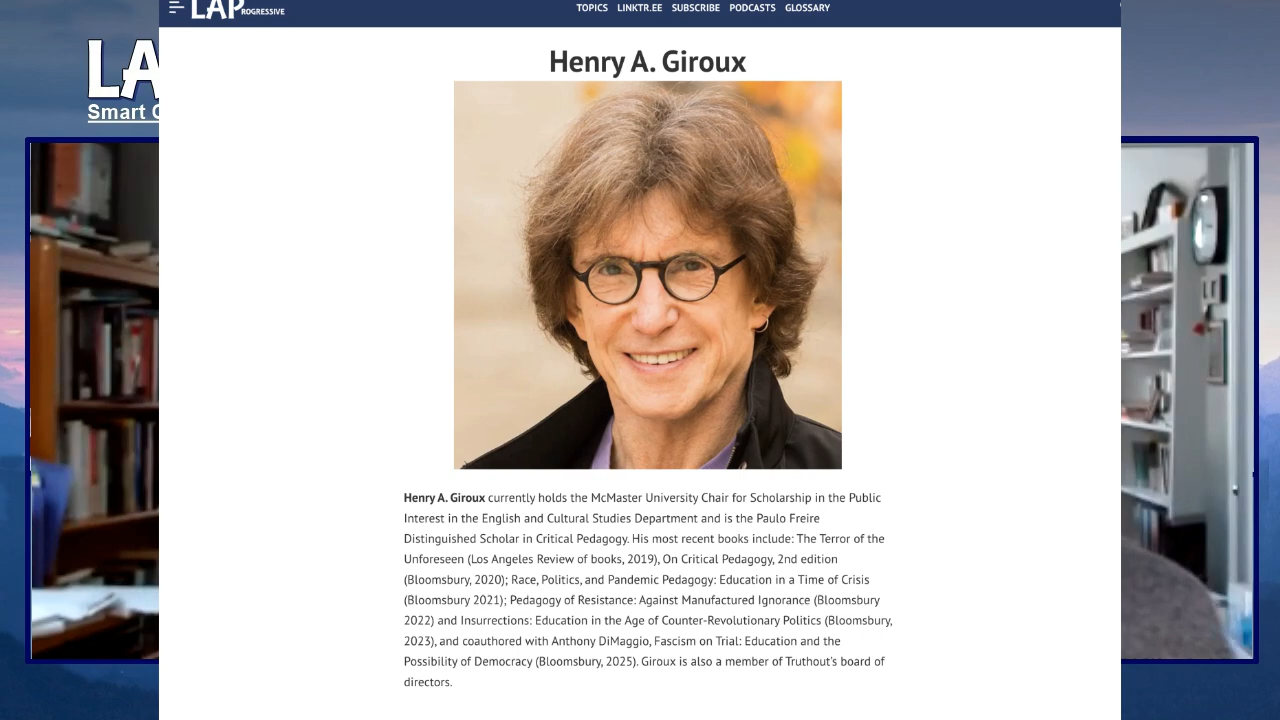 LAPROGRESSIVE
TOPICS LINKTR.EE SUBSCRIBE PODCASTS GLOSSARY
LA
Smart
Henry A. Giroux
Henry A. Giroux currently holds the McMaster University Chair for Scholarship in the Public
Interest in the English and Cultural Studies Department and is the Paulo Freire
Distinguished Scholar in Critical Pedagogy. His most recent books include: The Terror of the
Unforeseen (Los Angeles Review of books, 2019), On Critical Pedagogy, 2nd edition
(Bloomsbury, 2020); Race, Politics, and Pandemic Pedagogy: Education in a Time of Crisis
(Bloomsbury 2021); Pedagogy of Resistance: Against Manufactured Ignorance (Bloomsbury
2022) and Insurrections: Education in the Age of Counter-Revolutionary Politics (Bloomsbury,
2023), and coauthored with Anthony DiMaggio, Fascism on Trial: Education and the
Possibility of Democracy (Bloomsbury, 2025). Giroux is also a member of Truthout's board of
directors.